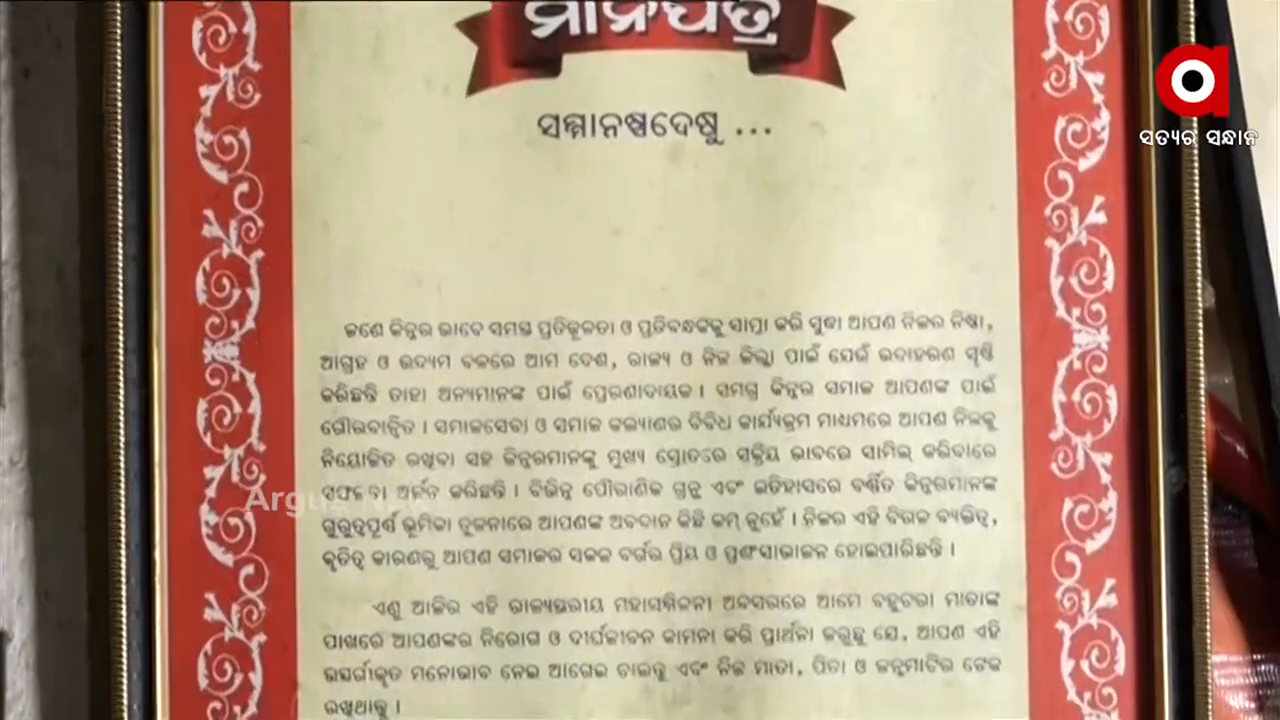 ମାନପତ୍ର
ସମ୍ମାନଷ୍ପଦେଷୁ ...
ସତ୍ୟର ସନ୍ଧାନ
ଜଣେ କିନ୍ନର ଭାବେ ସମସ୍ତ ପ୍ରତିକୂଳତା ଓ ପ୍ରତିବନ୍ଧକକୁ ସାମ୍ନା କରି ସୁଦ୍ଧା ଆପଣ ନିଜର ନିଷ୍ଠା,
ଆଗ୍ରହ ଓ ଉଦ୍ୟମ ବଳରେ ଆମ ଦେଶ, ରାଜ୍ୟ ଓ ନିଜ ଜିଲ୍ଲା ପାଇଁ ଯେଉଁ ଉଦାହରଣ ସୃଷ୍ଟି
କରିଛନ୍ତି ତାହା ଅନ୍ୟମାନଙ୍କ ପାଇଁ ପ୍ରେରଣାଦାୟକ । ସମଗ୍ର କିନ୍ନର ସମାଜ ଆପଣଙ୍କ ପାଇଁ
ଗୌରବାନ୍ୱିତ । ସମାଜସେବା ଓ ସମାଜ କଲ୍ୟାଣର ବିବିଧ କାର୍ଯ୍ୟକ୍ରମ ମାଧ୍ୟମରେ ଆପଣ ନିଜକୁ
ନିୟୋଜିତ ରଖିବା ସହ କିନ୍ନରମାନଙ୍କୁ ମୁଖ୍ୟ ସ୍ରୋତରେ ସକ୍ରିୟ ଭାବରେ ସାମିଲ୍ କରିବାରେ
ସଫଳତା ଅର୍ଜନ କରିଛନ୍ତି । ବିଭିନ୍ନ ପୌରାଣିକ ଗ୍ରନ୍ଥ ଏବଂ ଇତିହାସରେ ବର୍ଣ୍ଣିତ କିନ୍ନରମାନଙ୍କ
ଗୁରୁତ୍ୱପୂର୍ଣ୍ଣ ଭୂମିକା ତୁଳନାରେ ଆପଣଙ୍କ ଅବଦାନ କିଛି କମ୍ ନୁହେଁ । ନିଜର ଏହି ବିରଳ ବ୍ୟକ୍ତିତ୍ୱ,
କୃତିତ୍ୱ କାରଣରୁ ଆପଣ ସମାଜର ସକଳ ବର୍ଗର ପ୍ରିୟ ଓ ପ୍ରଶଂସାଭାଜନ ହୋଇପାରିଛନ୍ତି ।
ଏଣୁ ଆଜିର ଏହି ରାଜ୍ୟସ୍ତରୀୟ ମହାସମ୍ମିଳନୀ ଅବସରରେ ଆମେ ବହୁଚରା ମାତାଙ୍କ
ପାଖରେ ଆପଣଙ୍କର ନିରୋଗ ଓ ଦୀର୍ଘଜୀବନ କାମନା କରି ପ୍ରାର୍ଥନା କରୁଛୁ ଯେ, ଆପଣ ଏହି
ଉତ୍ସର୍ଗୀକୃତ ମନୋଭାବ ନେଇ ଆଗେଇ ଚାଲନ୍ତୁ ଏବଂ ନିଜ ମାତା, ପିତା ଓ ଜନ୍ମମାଟିର ଟେକ
ରଖିଥାନ୍ତୁ ।
Argus News